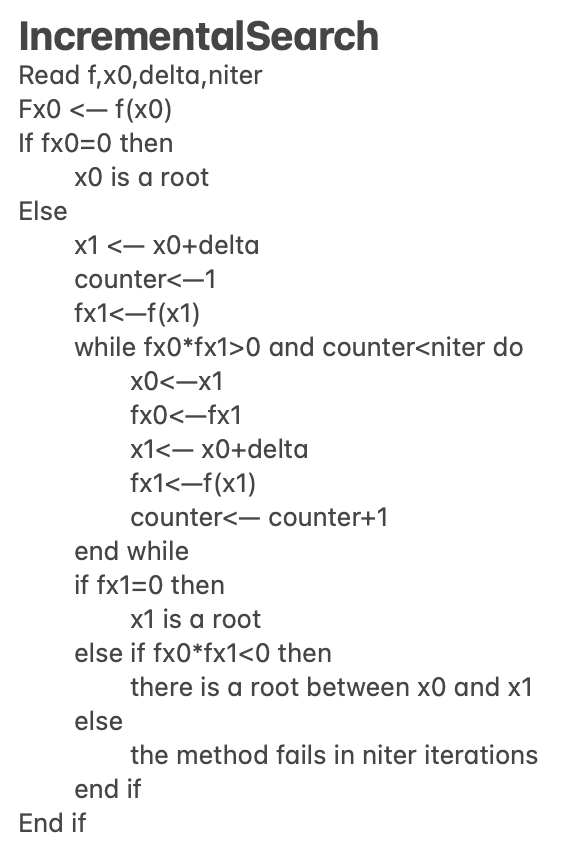 IncrementalSearch
Read f,x0,delta,niter
Fx0 <— f(x0)
If fx0=0 then
x0 is a root
Else
x1 <— x0+delta
counter<—1
fx1<—f(x1)
while fx0*fx1>0 and counter<niter do
x0<—x1
fx0<—fx1
x1<— x0+delta
fx1<—f(x1)
counter<— counter+1
end while
if fx1=0 then
x1 is a root
else if fx0*fx1<0 then
there is a root between x0 and x1
else
the method fails in niter iterations
end if
End if